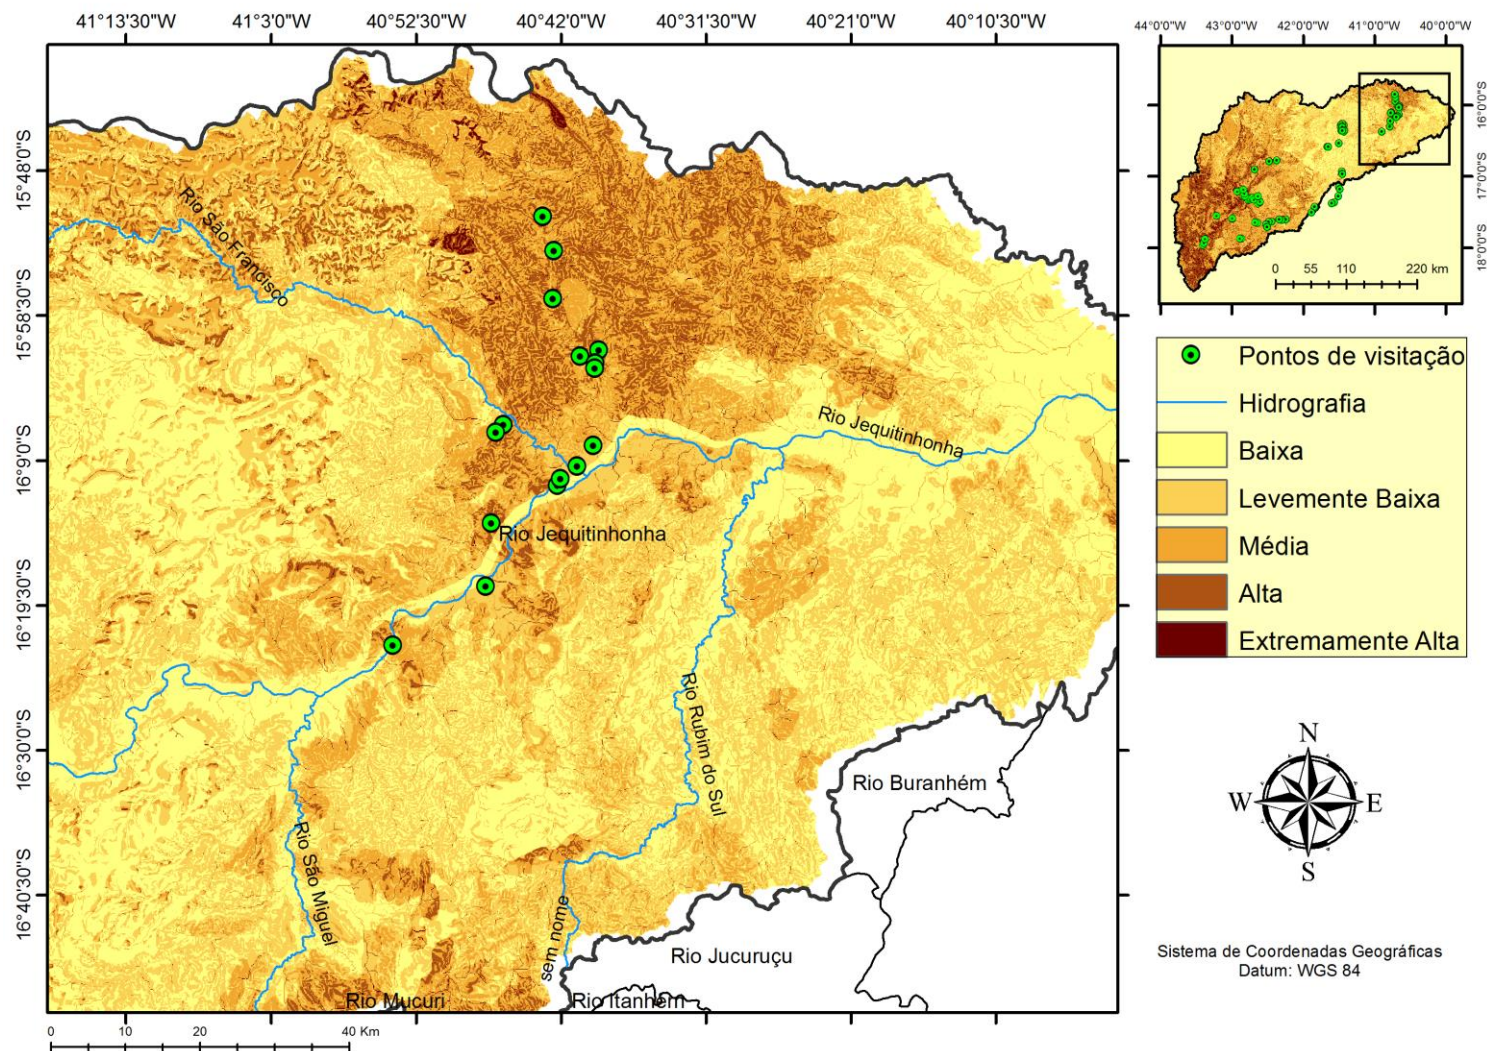 41°13'30"W 41°3'0"W 40°52'30"W 40°42'0"W 40°31'30"W 40°21'0"W 40°10'30"W
15°48'0"S
15°58'30"S
16°9'0"S
16°19'30"S
16°30'0"S
16°40'30"S
Rio São Francisco
Rio Jequitinhonha
Rio Jequitinhonha
Rio Rubim do Sul
Rio Buranhém
Rio São Miguel
sem nome
Rio Jucuruçu
Rio Mucuri
Rio Itanhém
0 10 20 40 Km
44°0'0"W 43°0'0"W 42°0'0"W 41°0'0"W 40°0'0"W
16°0'0"S
17°0'0"S
18°0'0"S
0 55 110 220 km
Pontos de visitação
Hidrografia
Baixa
Levemente Baixa
Média
Alta
Extremamente Alta
N
W E
S
Sistema de Coordenadas Geográficas
Datum: WGS 84